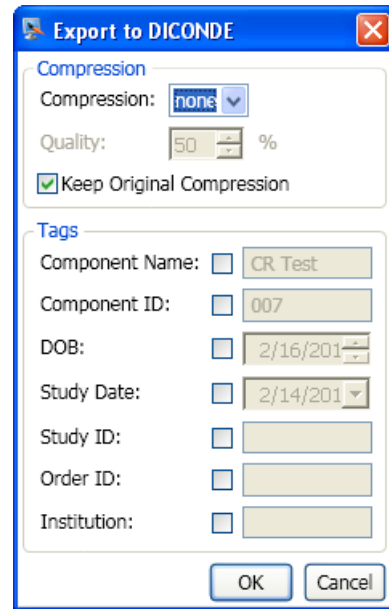 Export to DICONDE
Compression
Compression: none
Quality: 50 %
Keep Original Compression
Tags
Component Name: CR Test
Component ID: 007
DOB: 2/16/201
Study Date: 2/14/201
Study ID:
Order ID:
Institution:
OK Cancel